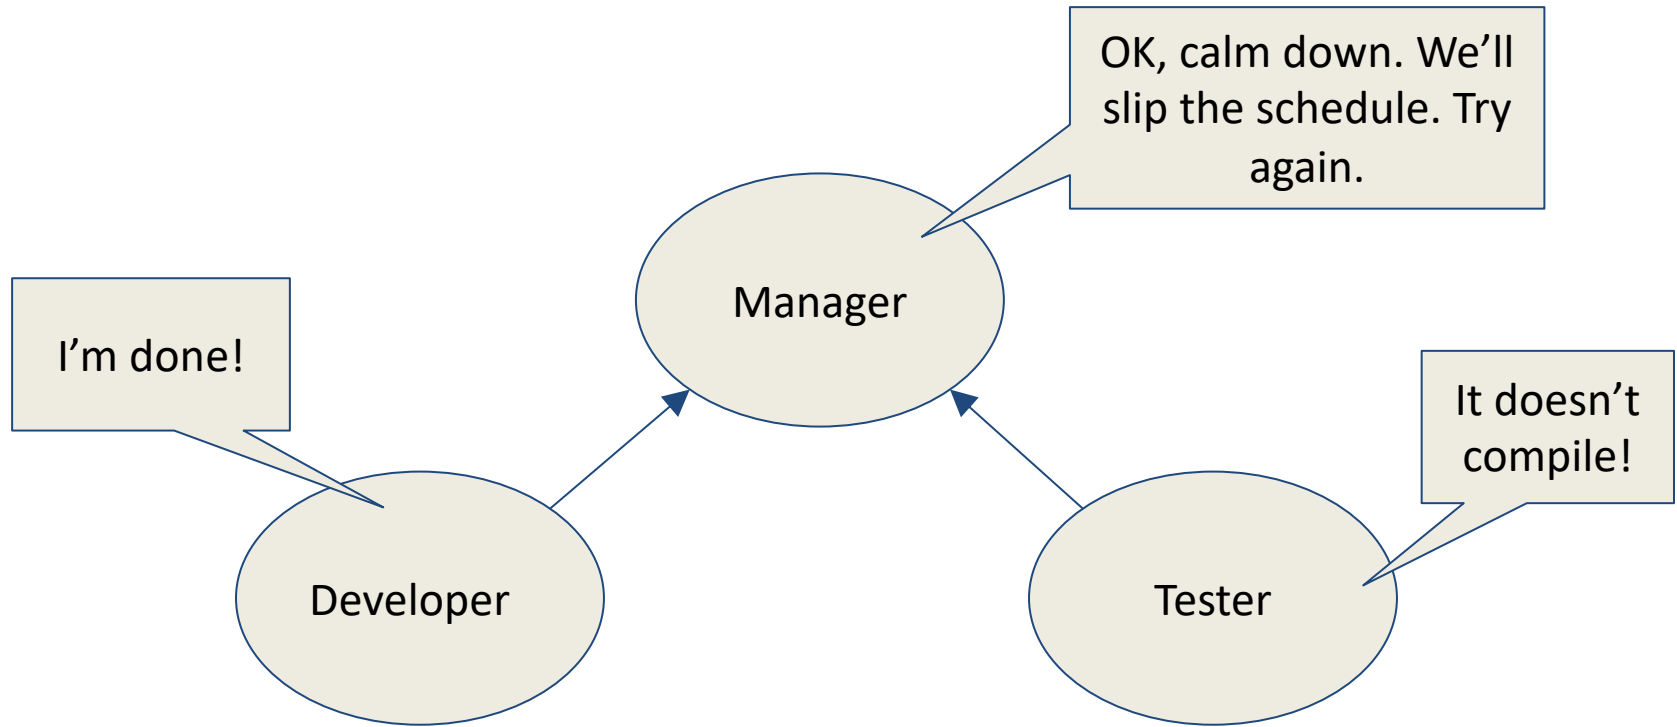 OK, calm down. We’ll
slip the schedule. Try
again.
Manager
I’m done!
It doesn’t
compile!
Developer
Tester